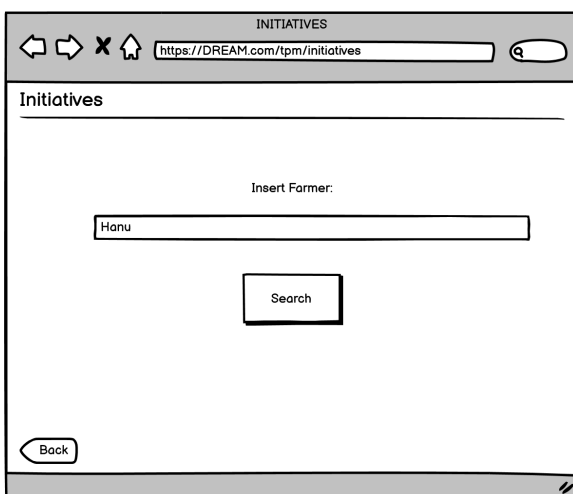 INITIATIVES
https://DREAM.com/tpm/initiatives
Initiatives
Insert Farmer:
Hanu
Search
Back